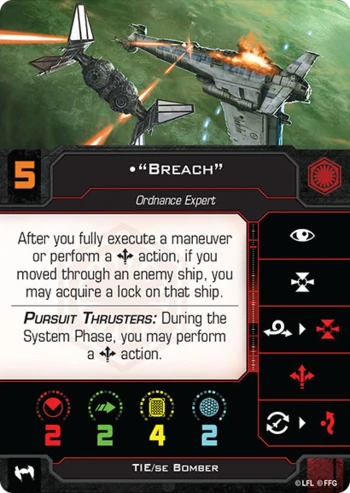 5
• "Breach"
Ordnance Expert
After you fully execute a maneuver
or perform a action, if you
moved through an enemy ship, you
may acquire a lock on that ship.
Pursuit Thrusters: During the
System Phase, you may perform
a action.
2 2 4 2
TIE/se Bomber
©LFL ©FFG